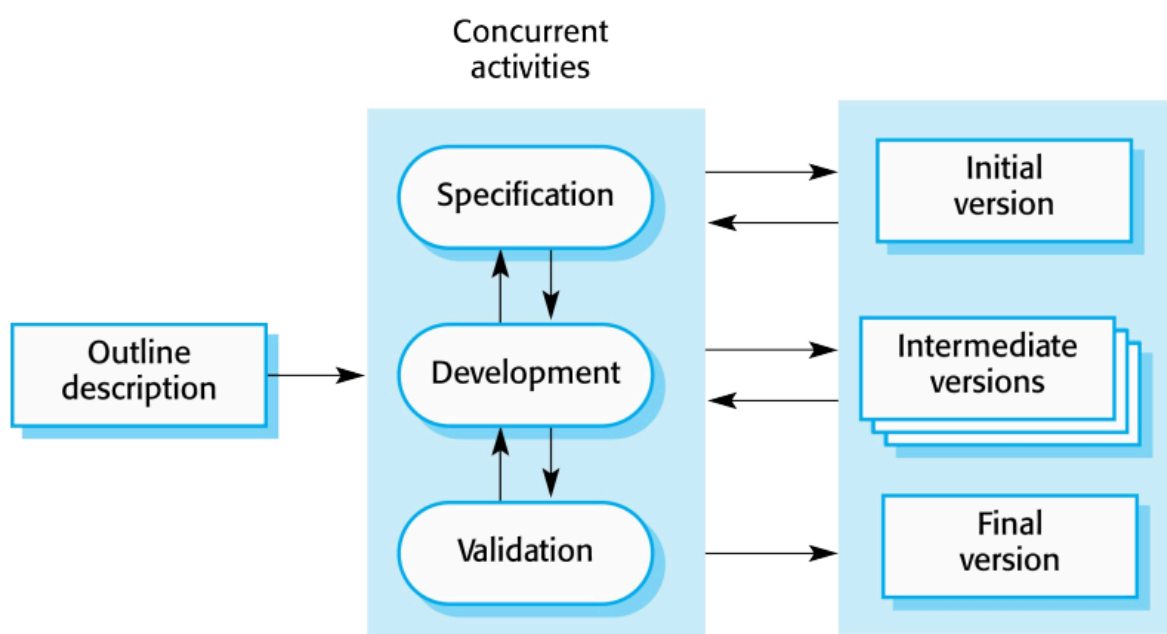 Concurrent
activities
Outline
description
Specification
Development
Validation
Initial
version
Intermediate
versions
Final
version